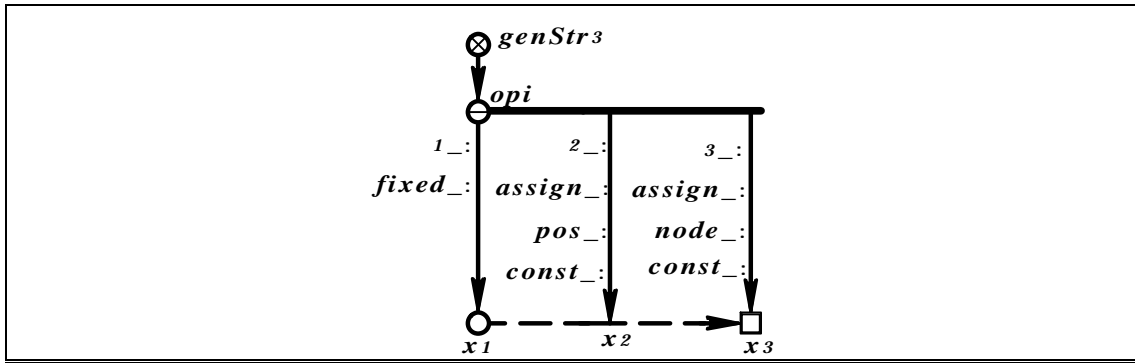 genStr3
opi
1_: 2_: 3_:
fixed_: assign_: assign_:
pos_: node_:
const_: const_:
x1 x2 x3